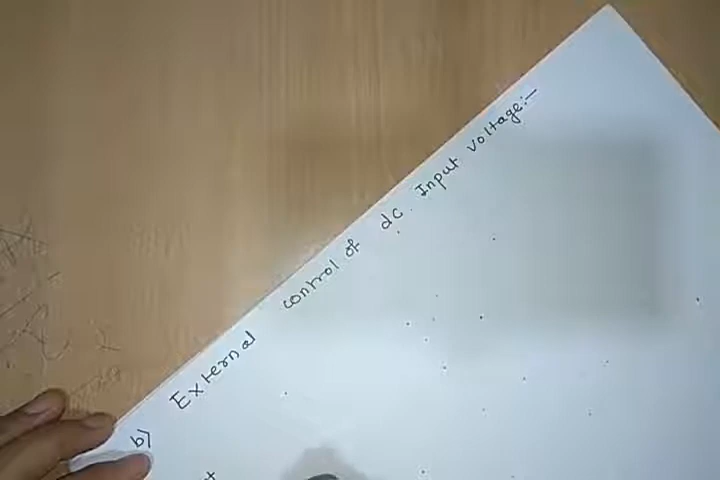 b) External control of dc. Input voltage:-